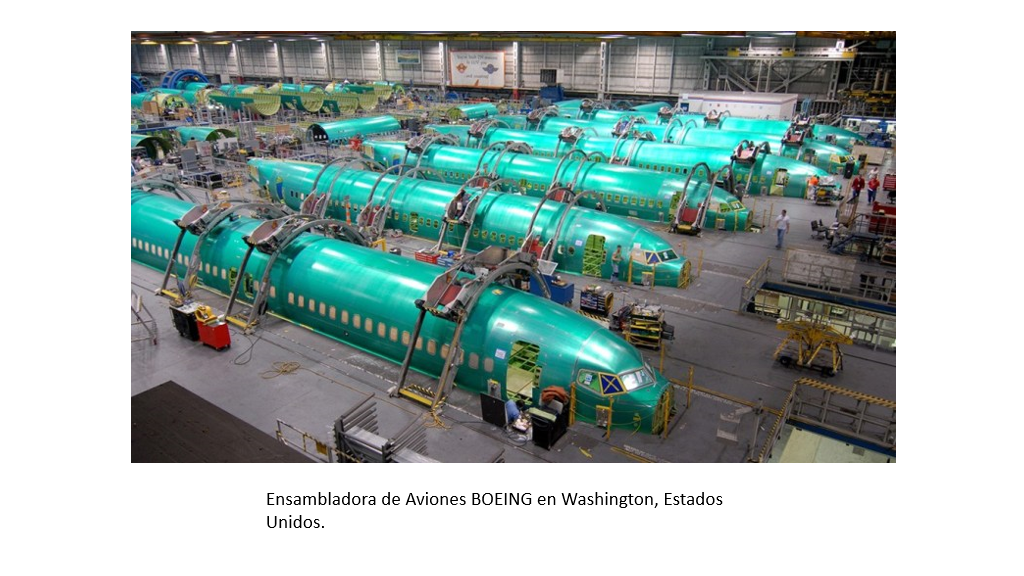 Ensambladora de Aviones BOEING en Washington, Estados
Unidos.